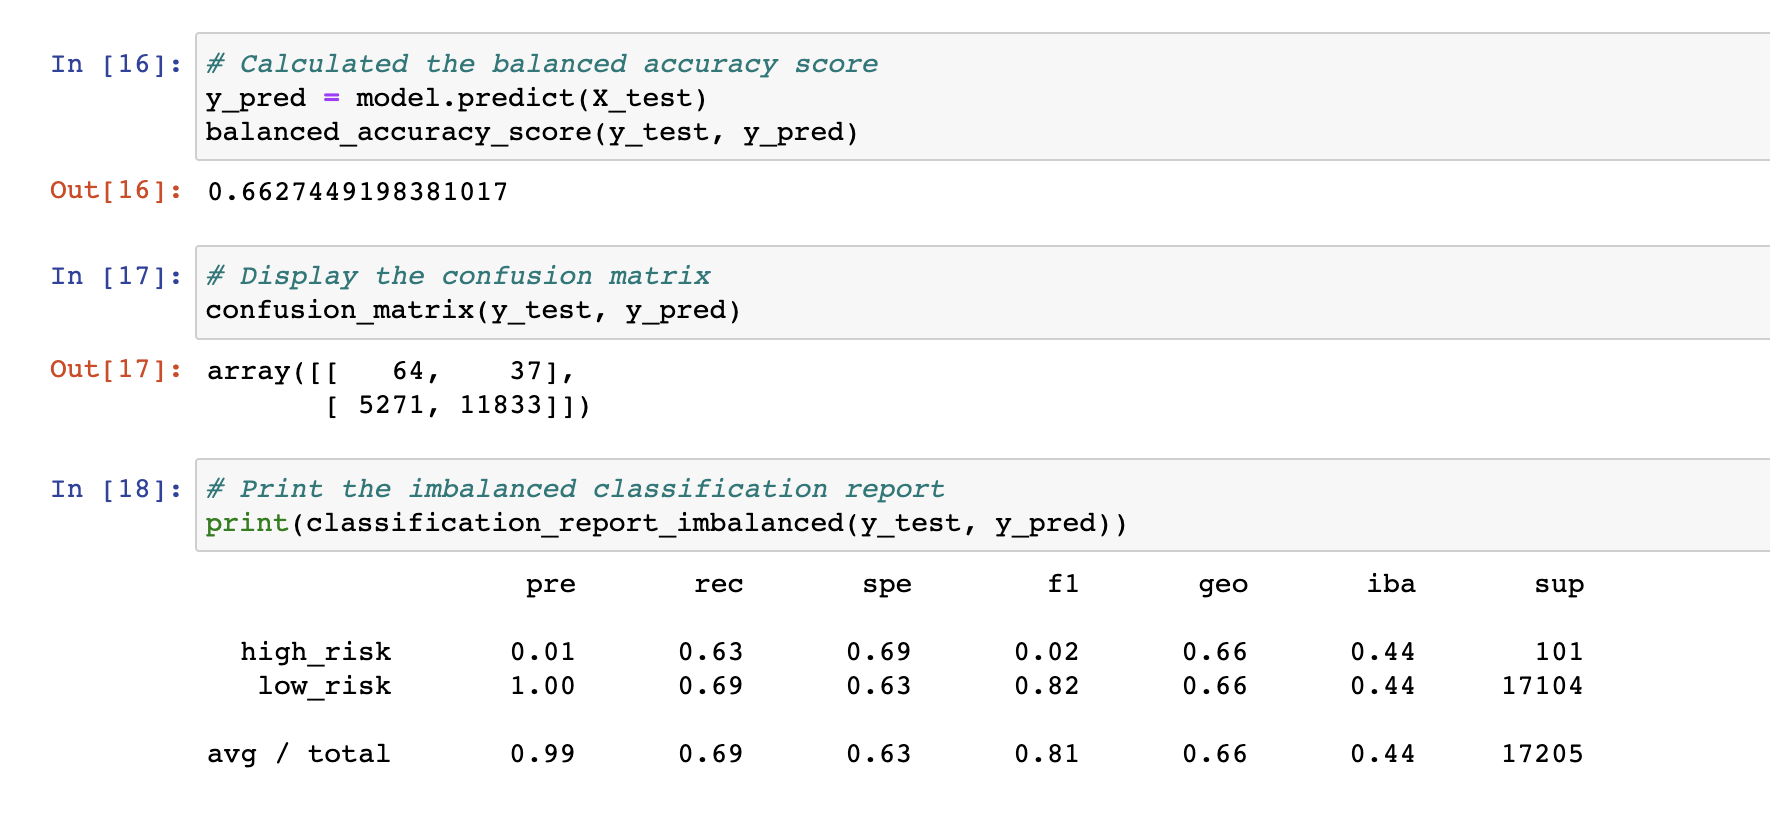 In [16]: # Calculated the balanced accuracy score
y_pred = model.predict(X_test)
balanced_accuracy_score(y_test, y_pred)
Out[16]: 0.6627449198381017
In [17]: # Display the confusion matrix
confusion_matrix(y_test, y_pred)
Out[17]: array([[   64,    37],
       [ 5271, 11833]])
In [18]: # Print the imbalanced classification report
print(classification_report_imbalanced(y_test, y_pred))
pre rec spe f1 geo iba sup
high_risk 0.01 0.63 0.69 0.02 0.66 0.44 101
low_risk 1.00 0.69 0.63 0.82 0.66 0.44 17104
avg / total 0.99 0.69 0.63 0.81 0.66 0.44 17205